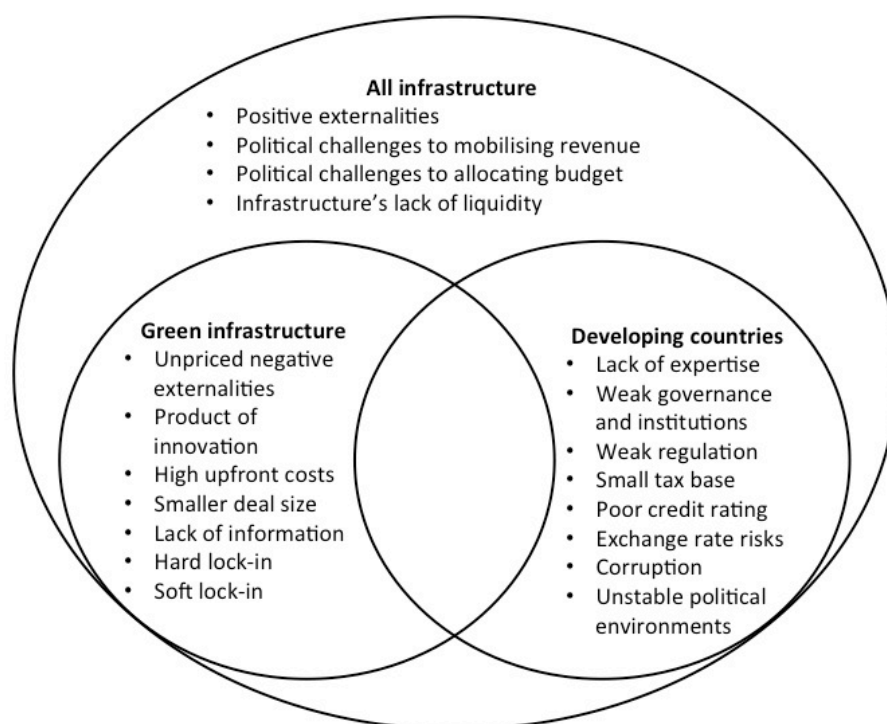 All infrastructure
• Positive externalities
• Political challenges to mobilising revenue
• Political challenges to allocating budget
• Infrastructure’s lack of liquidity
Green infrastructure
• Unpriced negative
externalities
• Product of
innovation
• High upfront costs
• Smaller deal size
• Lack of information
• Hard lock-in
• Soft lock-in
Developing countries
• Lack of expertise
• Weak governance
and institutions
• Weak regulation
• Small tax base
• Poor credit rating
• Exchange rate risks
• Corruption
• Unstable political
environments